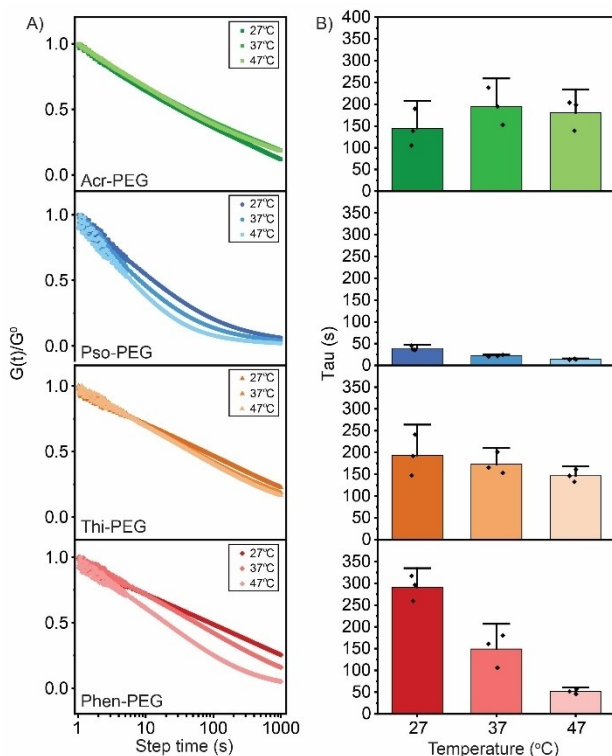 A)
B)
1.0
0.5
0.0
27°C
37°C
47°C
Acr-PEG
1.0
0.5
0.0
27°C
37°C
47°C
Pso-PEG
1.0
0.5
0.0
27°C
37°C
47°C
Thi-PEG
1.0
0.5
0.0
27°C
37°C
47°C
Phen-PEG
G(t)/G⁰
1 10 100 1000
Step time (s)
400
350
300
250
200
150
100
50
0
350
300
250
200
150
100
50
0
350
300
250
200
150
100
50
0
350
300
250
200
150
100
50
0
Tau (s)
27 37 47
Temperature (°C)